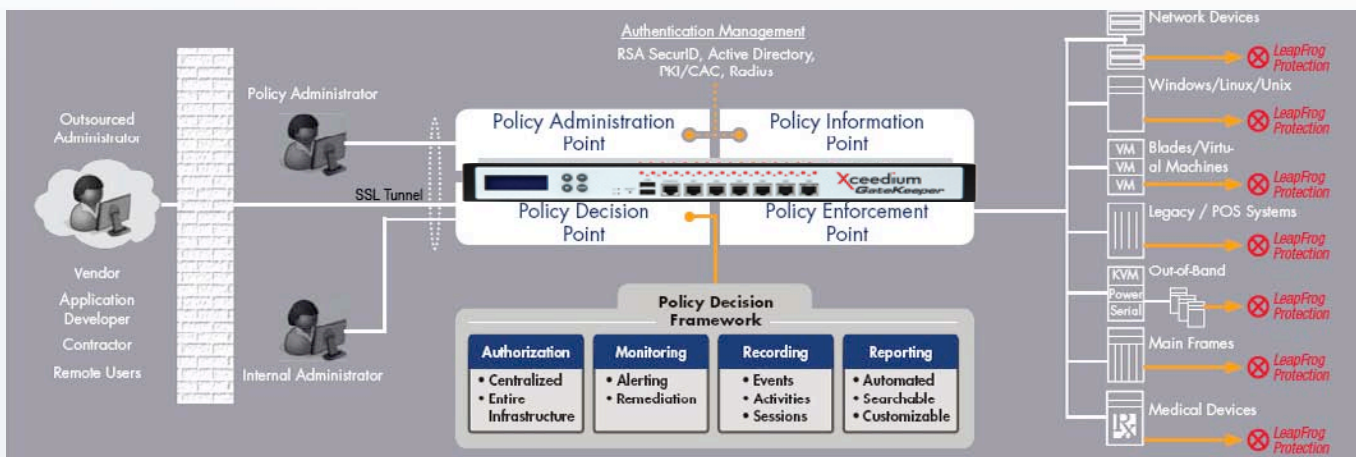 Authentication Management
RSA SecurID, Active Directory,
PKI/CAC, Radius
Outsourced
Administrator
Vendor
Application
Developer
Contractor
Remote Users
Policy Administrator
Internal Administrator
SSL Tunnel
Policy Administration
Point
Policy Information
Point
Xceedium
GateKeeper
Policy Decision
Point
Policy Enforcement
Point
Policy Decision
Framework
Authorization
• Centralized
• Entire
Infrastructure
Monitoring
• Alerting
• Remediation
Recording
• Events
• Activities
• Sessions
Reporting
• Automated
• Searchable
• Customizable
Network Devices
LeapFrog
Protection
Windows/Linux/Unix
LeapFrog
Protection
VM
VM
VM
Blades/Virtu-
al Machines
LeapFrog
Protection
Legacy / POS Systems
LeapFrog
Protection
KVM
Power
Serial
Out-of-Band
LeapFrog
Protection
Main Frames
LeapFrog
Protection
Medical Devices
LeapFrog
Protection